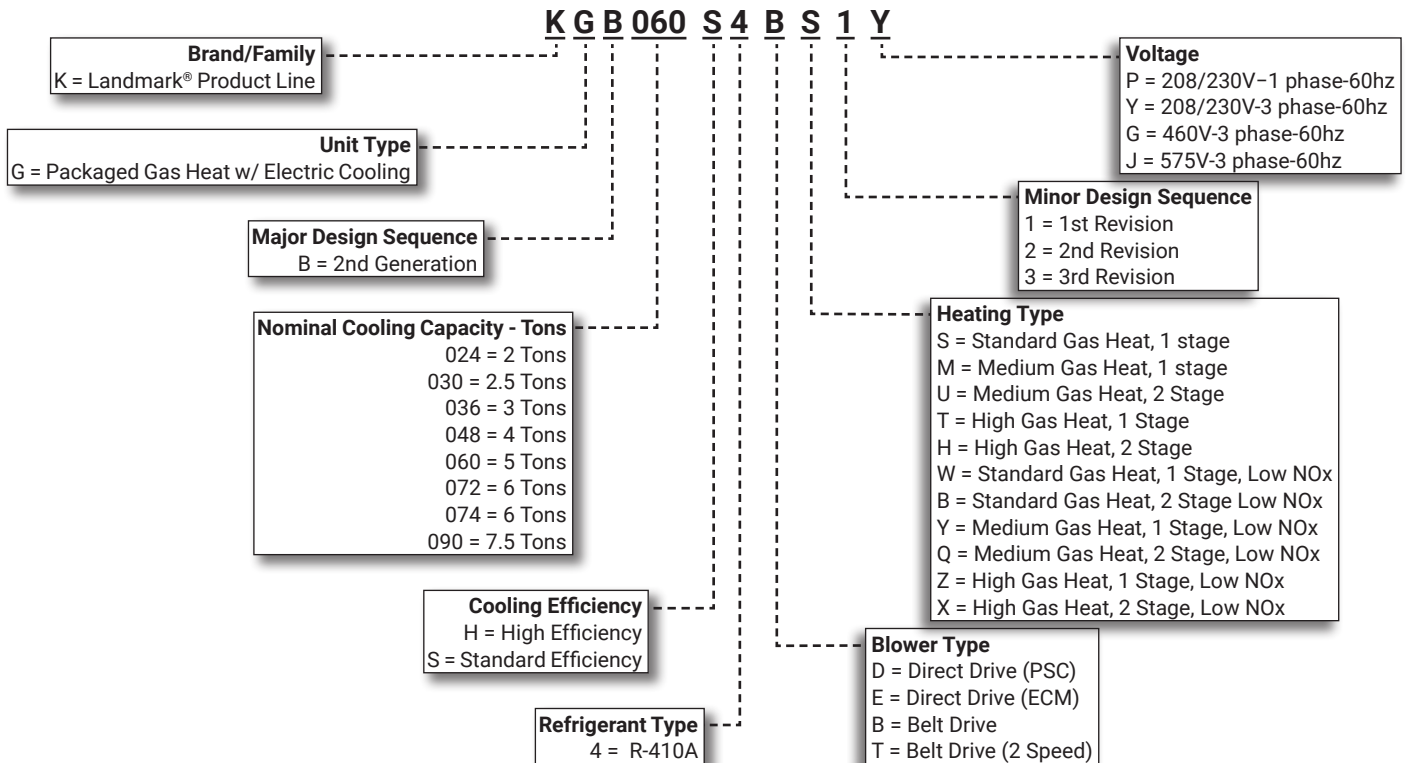 K G B 060 S 4 B S 1 Y
Brand/Family
K = Landmark® Product Line
Unit Type
G = Packaged Gas Heat w/ Electric Cooling
Major Design Sequence
B = 2nd Generation
Nominal Cooling Capacity - Tons
024 = 2 Tons
030 = 2.5 Tons
036 = 3 Tons
048 = 4 Tons
060 = 5 Tons
072 = 6 Tons
074 = 6 Tons
090 = 7.5 Tons
Cooling Efficiency
H = High Efficiency
S = Standard Efficiency
Refrigerant Type
4 = R-410A
Voltage
P = 208/230V−1 phase-60hz
Y = 208/230V-3 phase-60hz
G = 460V-3 phase-60hz
J = 575V-3 phase-60hz
Minor Design Sequence
1 = 1st Revision
2 = 2nd Revision
3 = 3rd Revision
Heating Type
S = Standard Gas Heat, 1 stage
M = Medium Gas Heat, 1 stage
U = Medium Gas Heat, 2 Stage
T = High Gas Heat, 1 Stage
H = High Gas Heat, 2 Stage
W = Standard Gas Heat, 1 Stage, Low NOx
B = Standard Gas Heat, 2 Stage Low NOx
Y = Medium Gas Heat, 1 Stage, Low NOx
Q = Medium Gas Heat, 2 Stage, Low NOx
Z = High Gas Heat, 1 Stage, Low NOx
X = High Gas Heat, 2 Stage, Low NOx
Blower Type
D = Direct Drive (PSC)
E = Direct Drive (ECM)
B = Belt Drive
T = Belt Drive (2 Speed)